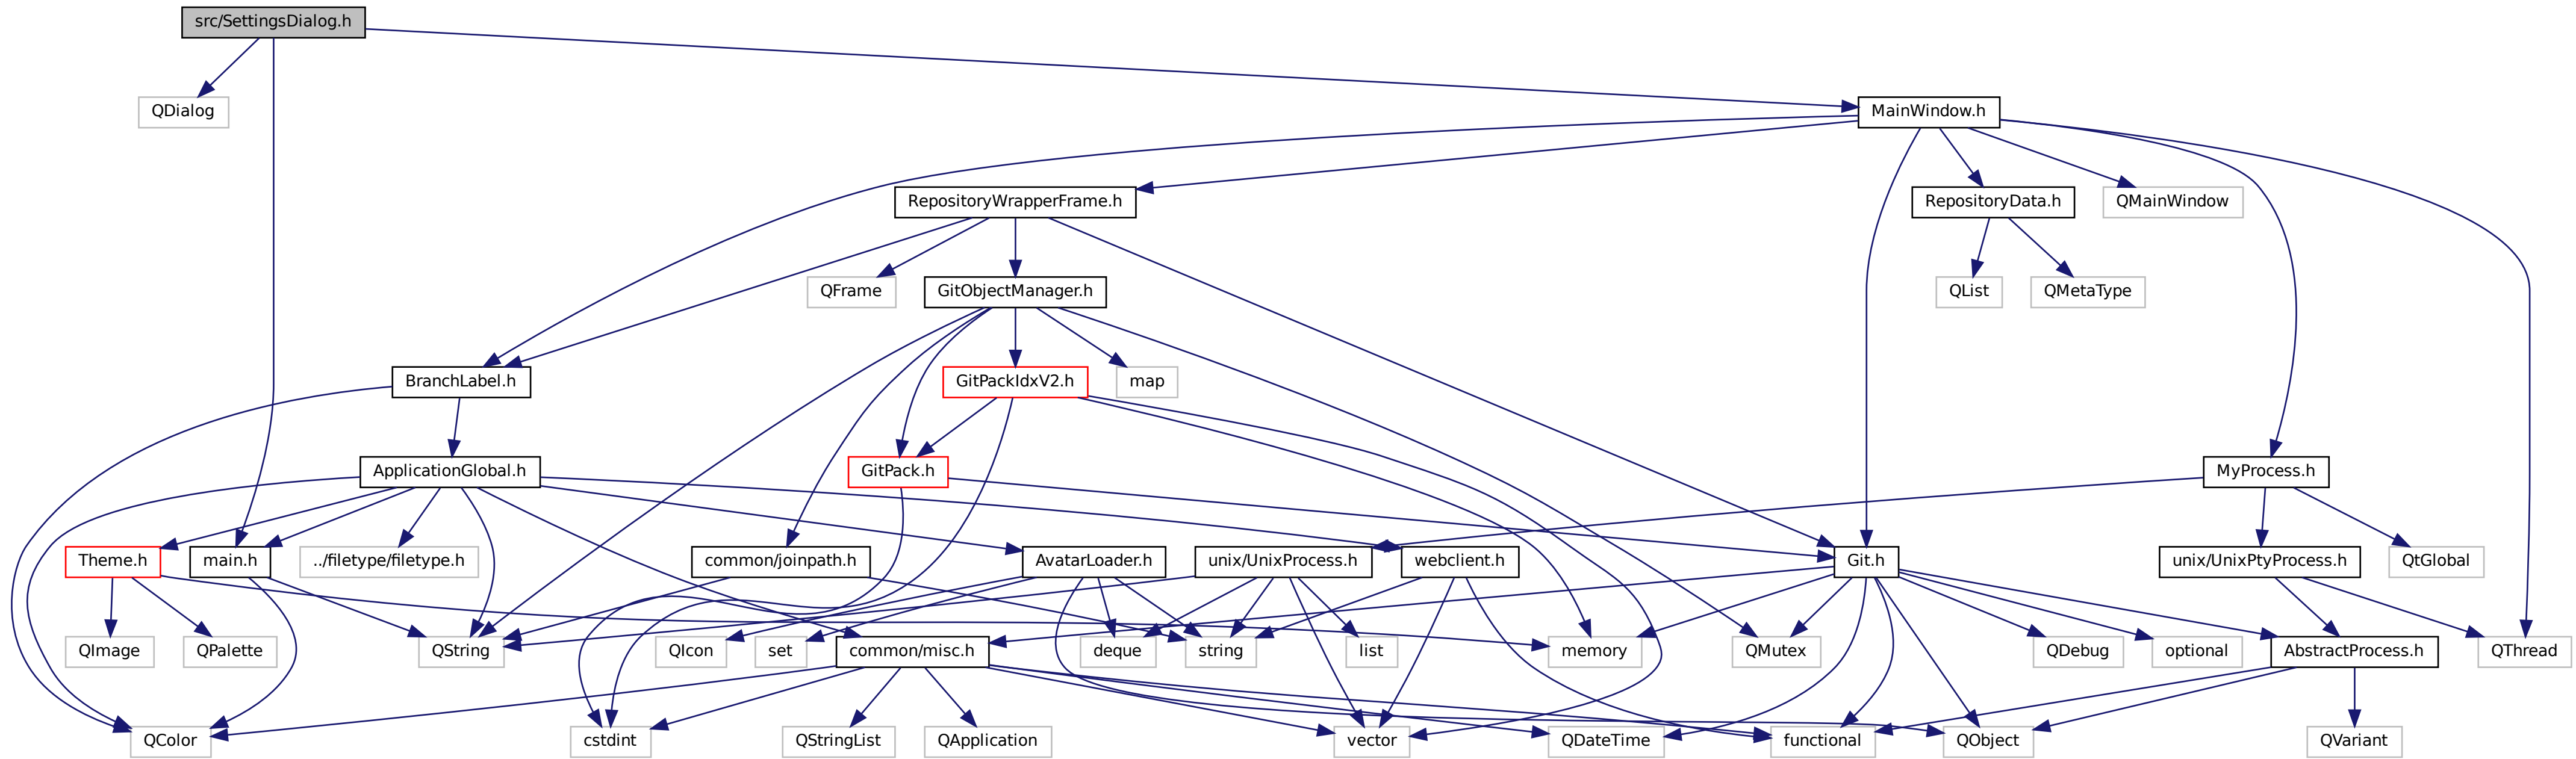 src/SettingsDialog.h
QDialog
MainWindow.h
RepositoryWrapperFrame.h
RepositoryData.h
QMainWindow
QFrame
GitObjectManager.h
QList
QMetaType
BranchLabel.h
GitPackIdxV2.h
map
ApplicationGlobal.h
GitPack.h
MyProcess.h
Theme.h
main.h
../filetype/filetype.h
common/joinpath.h
AvatarLoader.h
unix/UnixProcess.h
webclient.h
Git.h
unix/UnixPtyProcess.h
QtGlobal
QImage
QPalette
QString
QIcon
set
common/misc.h
deque
string
list
memory
QMutex
QDebug
optional
AbstractProcess.h
QThread
QColor
cstdint
QStringList
QApplication
vector
QDateTime
functional
QObject
QVariant